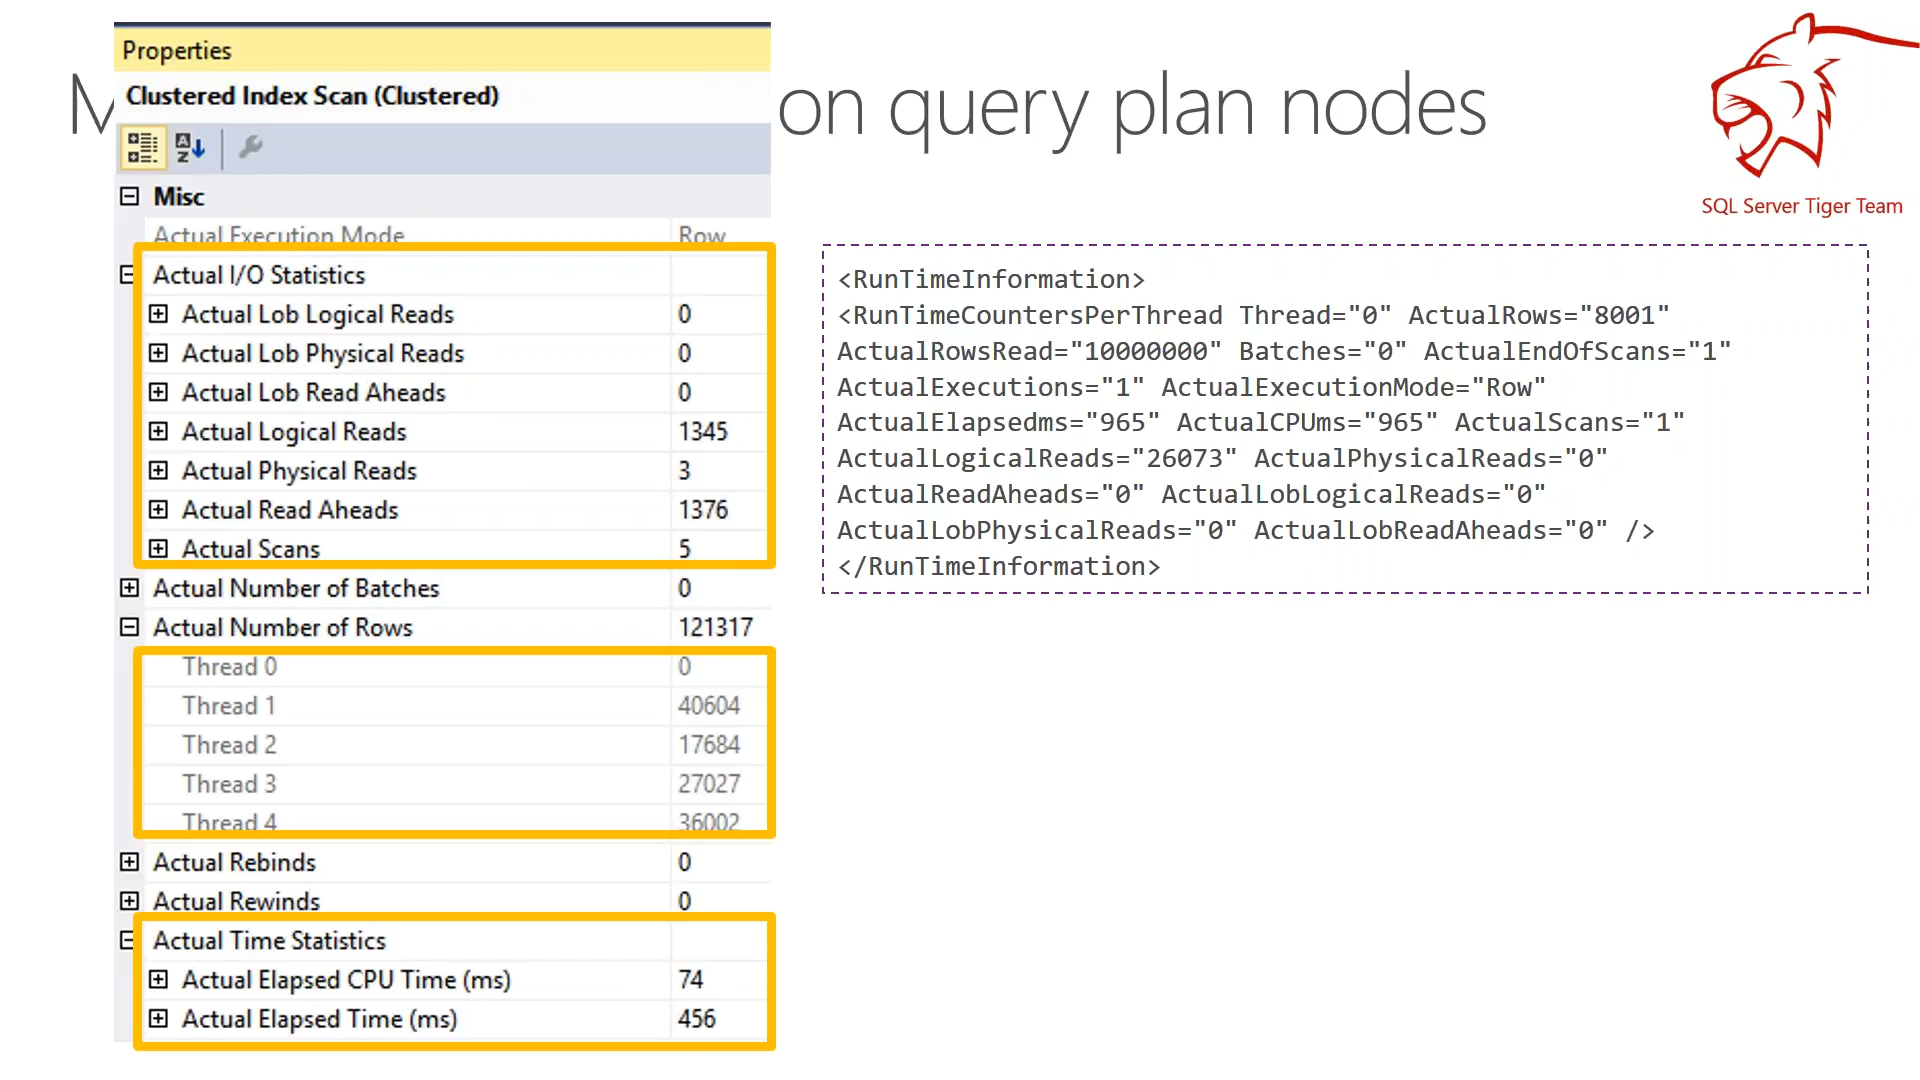 M
on query plan nodes
SQL Server Tiger Team
Properties
Clustered Index Scan (Clustered)
Misc
Actual Execution Mode Row
Actual I/O Statistics
Actual Lob Logical Reads 0
Actual Lob Physical Reads 0
Actual Lob Read Aheads 0
Actual Logical Reads 1345
Actual Physical Reads 3
Actual Read Aheads 1376
Actual Scans 5
Actual Number of Batches 0
Actual Number of Rows 121317
Thread 0 0
Thread 1 40604
Thread 2 17684
Thread 3 27027
Thread 4 36002
Actual Rebinds 0
Actual Rewinds 0
Actual Time Statistics
Actual Elapsed CPU Time (ms) 74
Actual Elapsed Time (ms) 456
<RunTimeInformation>
<RunTimeCountersPerThread Thread="0" ActualRows="8001"
ActualRowsRead="10000000" Batches="0" ActualEndOfScans="1"
ActualExecutions="1" ActualExecutionMode="Row"
ActualElapsedms="965" ActualCPUms="965" ActualScans="1"
ActualLogicalReads="26073" ActualPhysicalReads="0"
ActualReadAheads="0" ActualLobLogicalReads="0"
ActualLobPhysicalReads="0" ActualLobReadAheads="0" />
</RunTimeInformation>